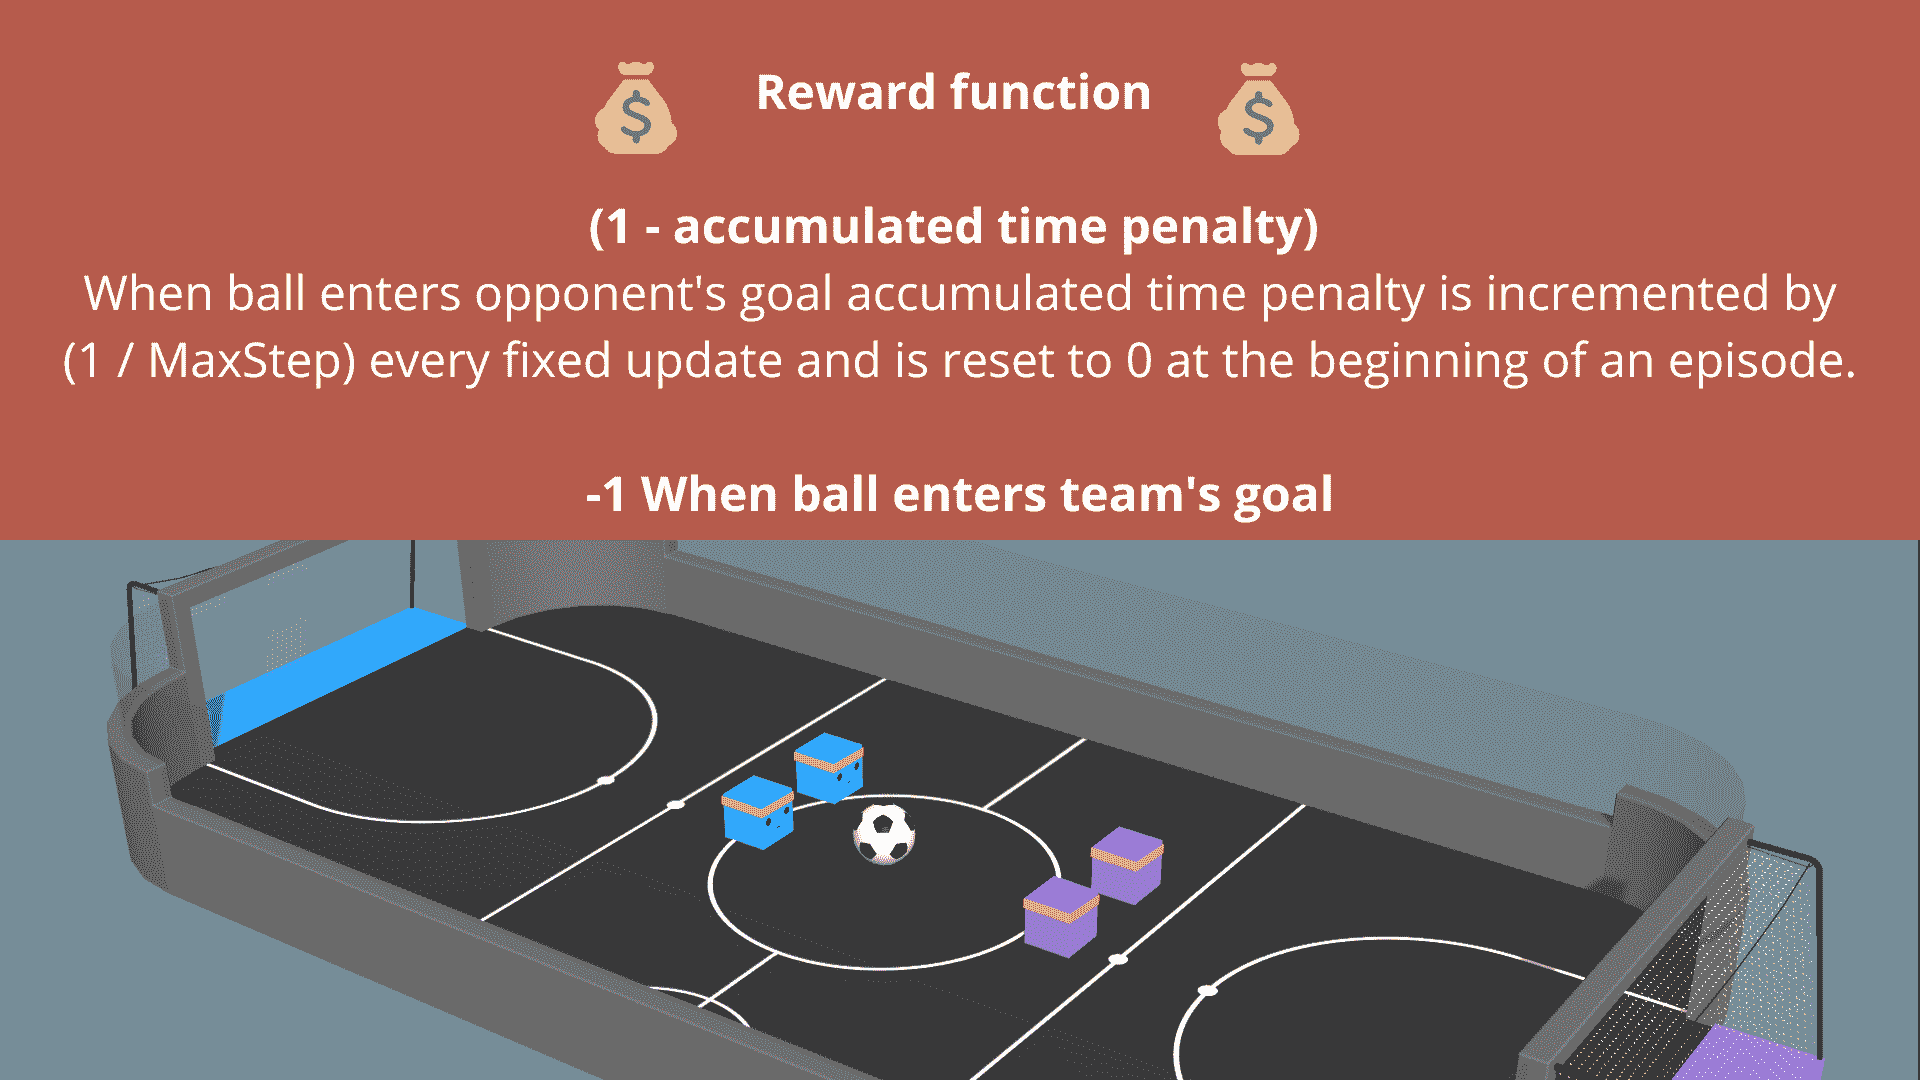 Reward function
(1 - accumulated time penalty)
When ball enters opponent's goal accumulated time penalty is incremented by
(1 / MaxStep) every fixed update and is reset to 0 at the beginning of an episode.
-1 When ball enters team's goal